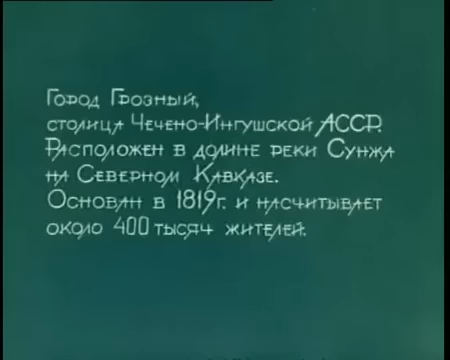 Город Грозный,
столица Чечено-Ингушской АССР.
Расположен в долине реки Сунжа
на Северном Кавказе.
Основан в 1819г. и насчитывает
около 400 тысяч жителей.